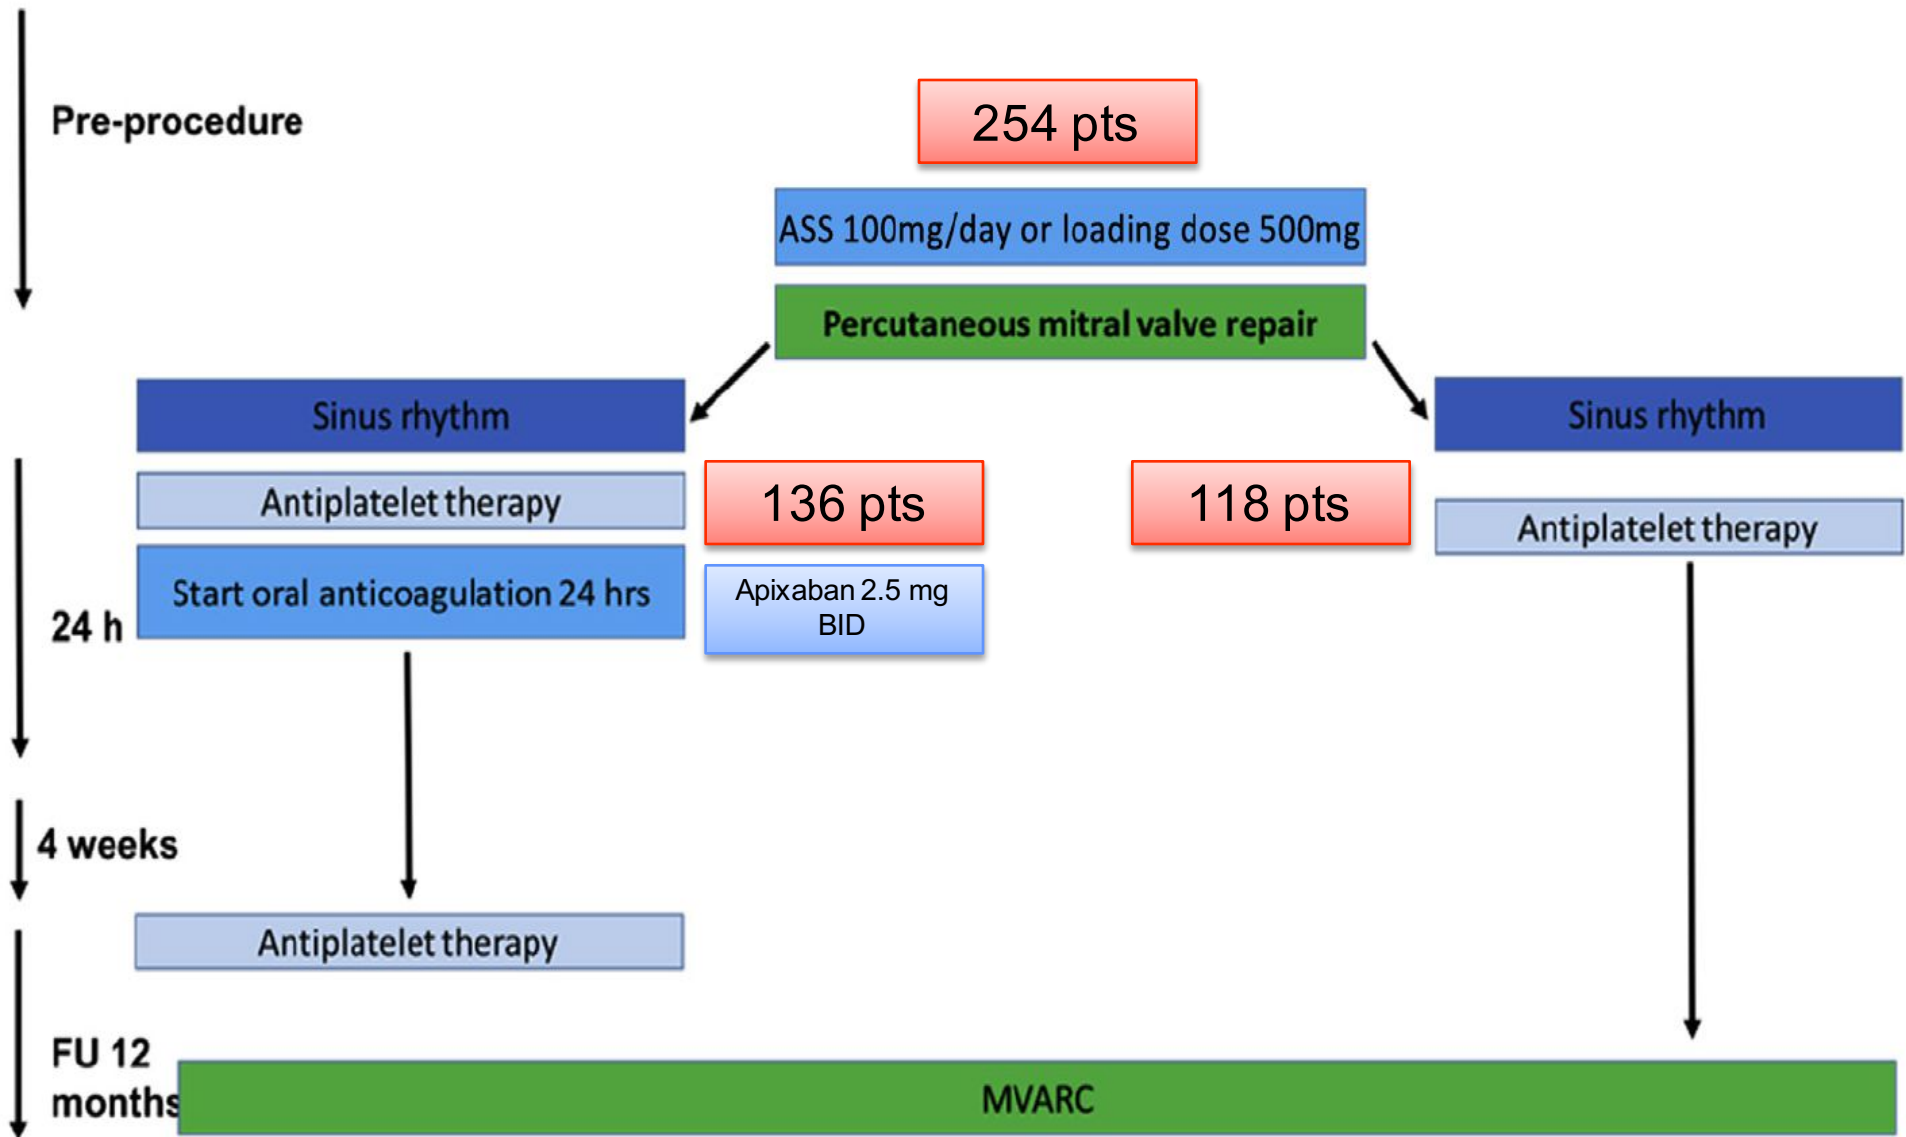 Pre-procedure
254 pts
ASS 100mg/day or loading dose 500mg
Percutaneous mitral valve repair
Sinus rhythm
Sinus rhythm
Antiplatelet therapy
136 pts
118 pts
Antiplatelet therapy
Start oral anticoagulation 24 hrs
Apixaban 2.5 mg
BID
24 h
4 weeks
Antiplatelet therapy
FU 12
months
MVARC